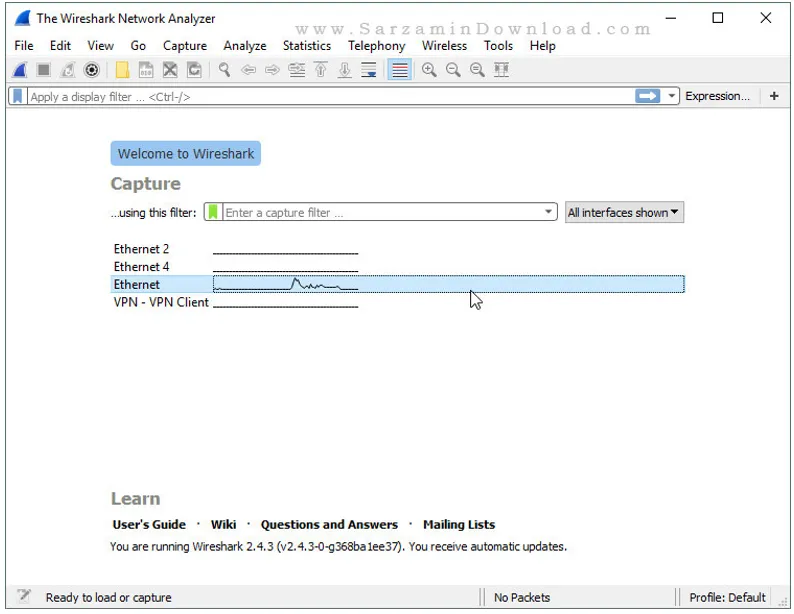 The Wireshark Network Analyzer
www.SarzaminDownload.com
File Edit View Go Capture Analyze Statistics Telephony Wireless Tools Help
Apply a display filter ... <Ctrl-/>
Expression... +
Welcome to Wireshark
Capture
...using this filter: Enter a capture filter ... All interfaces shown
Ethernet 2
Ethernet 4
Ethernet
VPN - VPN Client
Learn
User's Guide · Wiki · Questions and Answers · Mailing Lists
You are running Wireshark 2.4.3 (v2.4.3-0-g368ba1ee37). You receive automatic updates.
Ready to load or capture No Packets Profile: Default